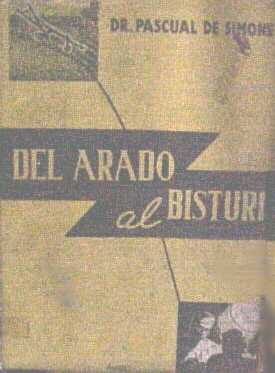 DR. PASCUAL DE SIMONE
DEL ARADO
al BISTURI